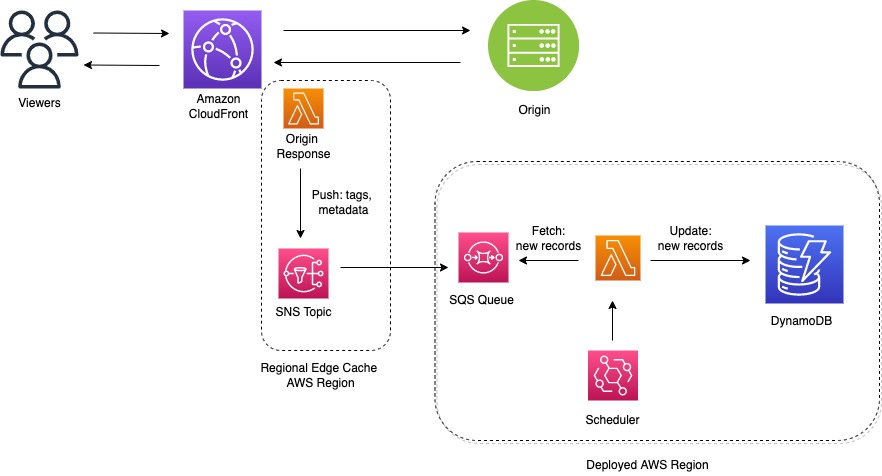 Viewers
Amazon
CloudFront
Origin
Origin
Response
Push: tags,
metadata
SNS Topic
Regional Edge Cache
AWS Region
SQS Queue
Fetch:
new records
Update:
new records
DynamoDB
Scheduler
Deployed AWS Region